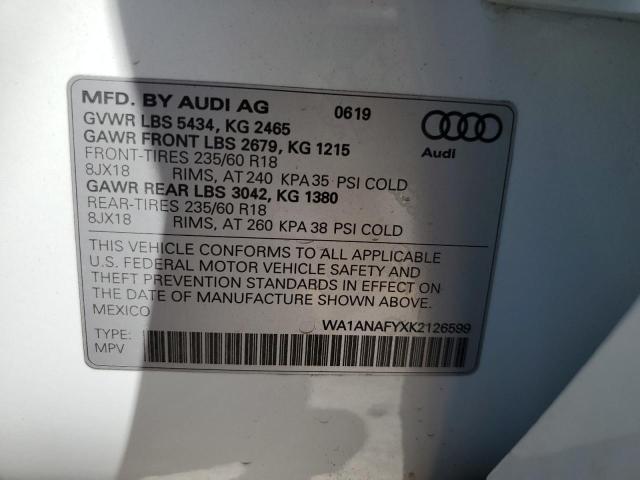 MFD. BY AUDI AG 0619
GVWR LBS 5434, KG 2465
GAWR FRONT LBS 2679, KG 1215
Audi
FRONT-TIRES 235/60 R18
8JX18 RIMS, AT 240 KPA 35 PSI COLD
GAWR REAR LBS 3042, KG 1380
REAR-TIRES 235/60 R18
8JX18 RIMS, AT 260 KPA 38 PSI COLD
THIS VEHICLE CONFORMS TO ALL APPLICABLE
U.S. FEDERAL MOTOR VEHICLE SAFETY AND
THEFT PREVENTION STANDARDS IN EFFECT ON
THE DATE OF MANUFACTURE SHOWN ABOVE.
MEXICO
WA1ANAFYXK2126599
TYPE:
MPV